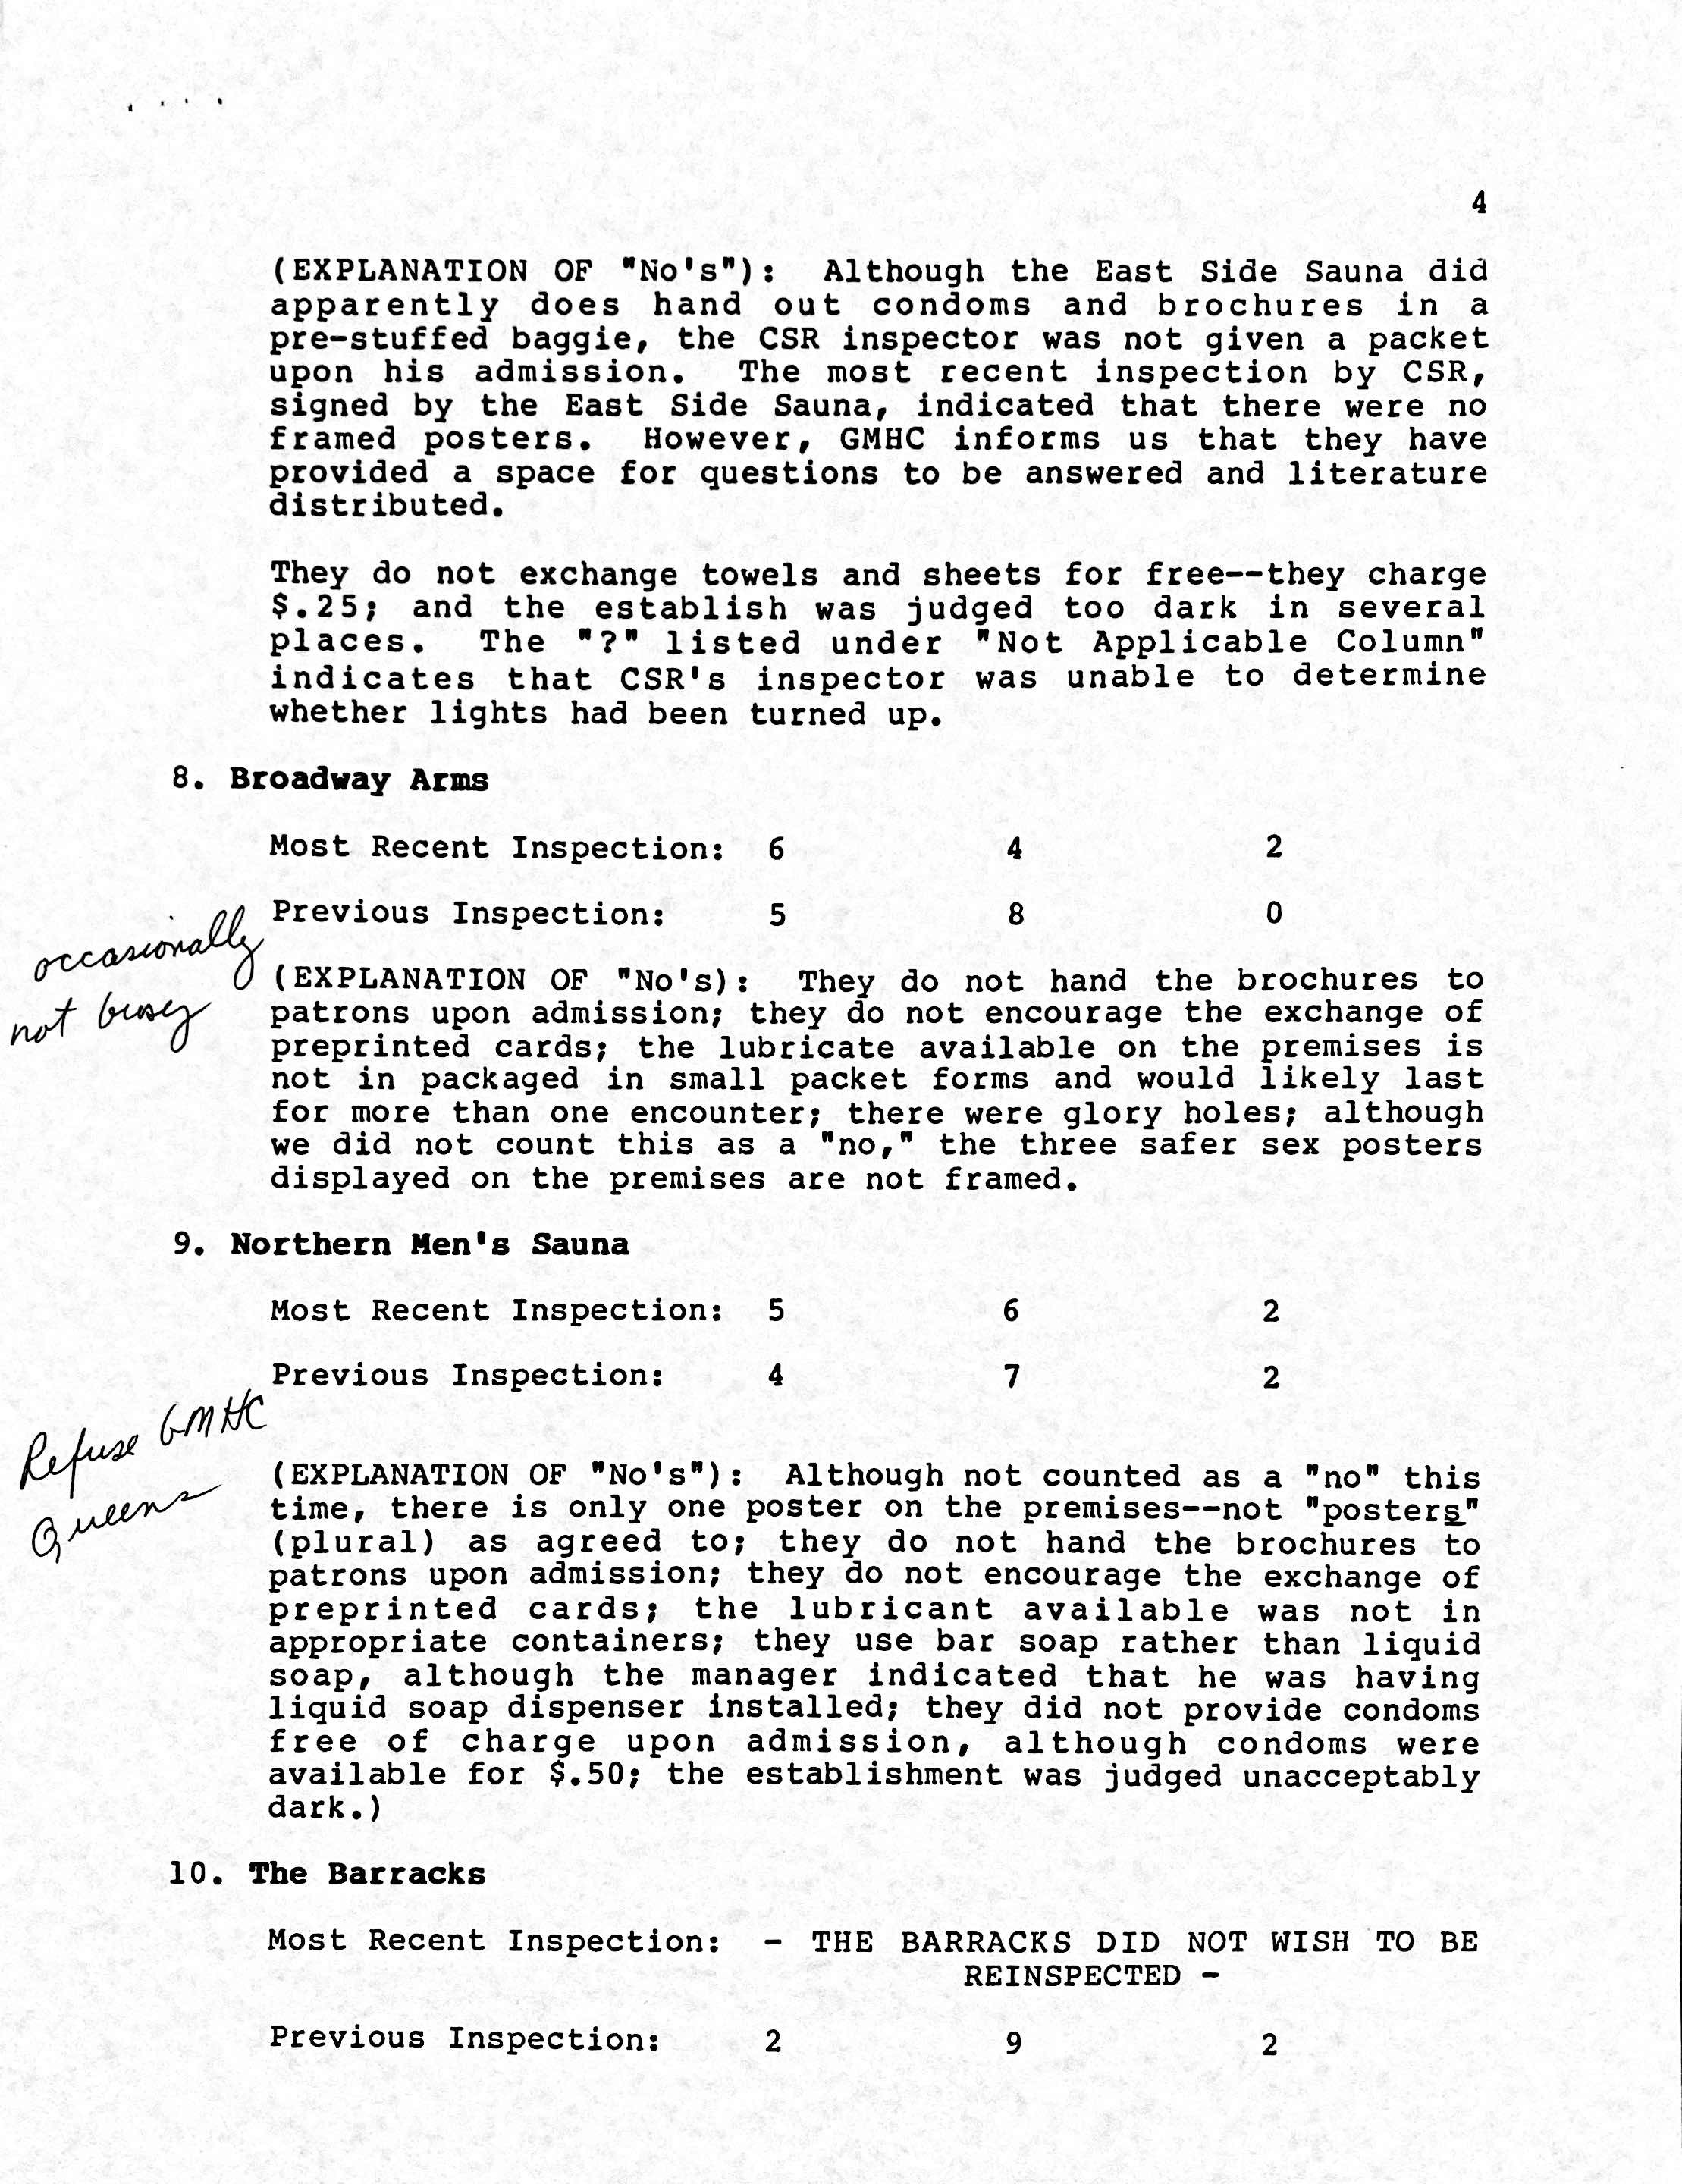 4
(EXPLANATION OF "No's"): Although the East Side Sauna did
apparently does hand out condoms and brochures in a
pre-stuffed baggie, the CSR inspector was not given a packet
upon his admission. The most recent inspection by CSR,
signed by the East Side Sauna, indicated that there were no
framed posters. However, GMHC informs us that they have
provided a space for questions to be answered and literature
distributed.
They do not exchange towels and sheets for free--they charge
$.25; and the establish was judged too dark in several
places. The "?" listed under "Not Applicable Column"
indicates that CSR's inspector was unable to determine
whether lights had been turned up.
8. Broadway Arms
Most Recent Inspection: 6 4 2
Previous Inspection: 5 8 0
occasionally
not busy
(EXPLANATION OF "No's): They do not hand the brochures to
patrons upon admission; they do not encourage the exchange of
preprinted cards; the lubricate available on the premises is
not in packaged in small packet forms and would likely last
for more than one encounter; there were glory holes; although
we did not count this as a "no," the three safer sex posters
displayed on the premises are not framed.
9. Northern Men's Sauna
Most Recent Inspection: 5 6 2
Previous Inspection: 4 7 2
Refuse GMHC
Queens
(EXPLANATION OF "No's"): Although not counted as a "no" this
time, there is only one poster on the premises--not "posters"
(plural) as agreed to; they do not hand the brochures to
patrons upon admission; they do not encourage the exchange of
preprinted cards; the lubricant available was not in
appropriate containers; they use bar soap rather than liquid
soap, although the manager indicated that he was having
liquid soap dispenser installed; they did not provide condoms
free of charge upon admission, although condoms were
available for $.50; the establishment was judged unacceptably
dark.)
10. The Barracks
Most Recent Inspection: - THE BARRACKS DID NOT WISH TO BE
REINSPECTED -
Previous Inspection: 2 9 2